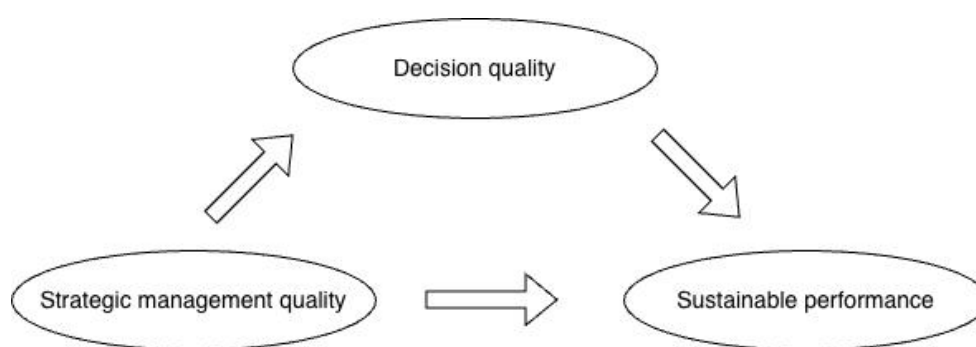 Decision quality
Strategic management quality
Sustainable performance